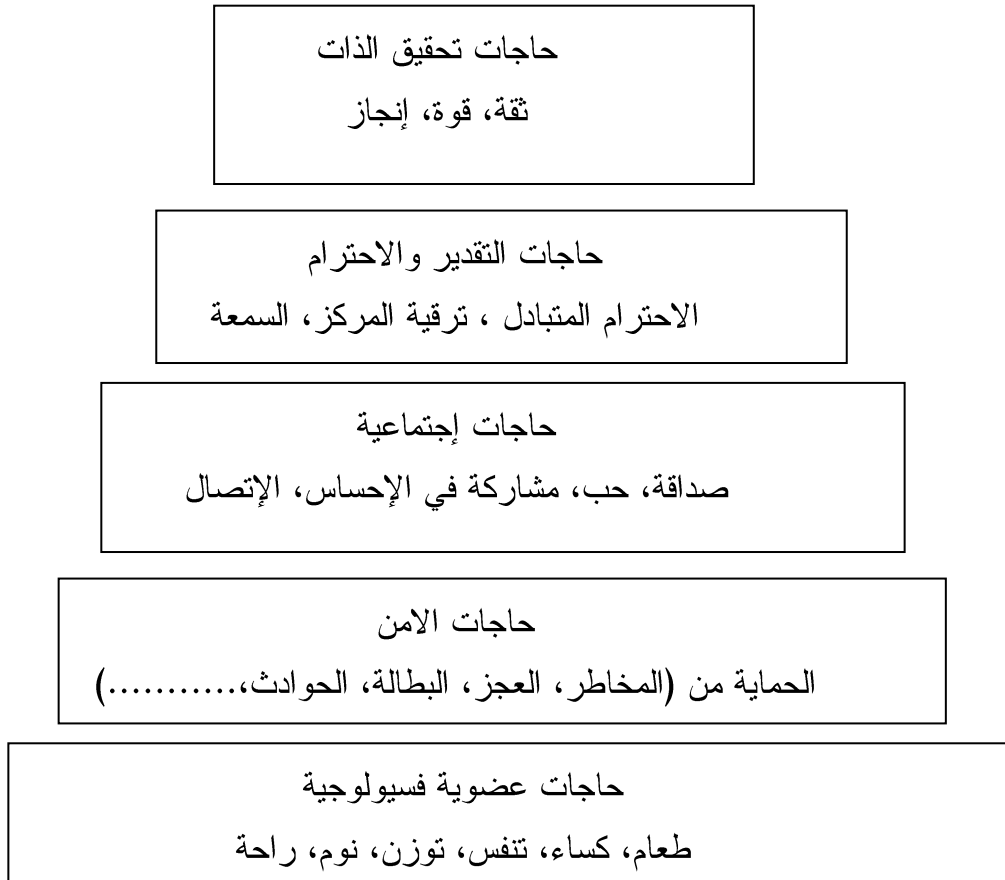 حاجات تحقيق الذات
ثقة، قوة، إنجاز
حاجات التقدير والاحترام
الاحترام المتبادل ، ترقية المركز، السمعة
حاجات إجتماعية
صداقة، حب، مشاركة في الإحساس، الإتصال
حاجات الامن
الحماية من (المخاطر، العجز، البطالة، الحوادث،...........)
حاجات عضوية فسيولوجية
طعام، كساء، تنفس، توزن، نوم، راحة